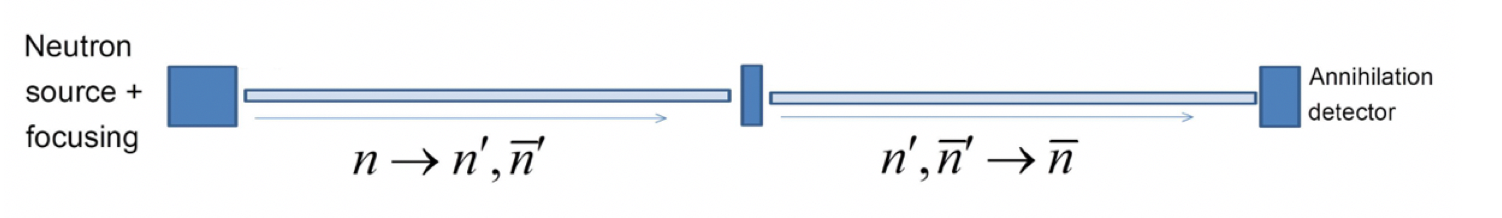 Neutron
source +
focusing
n → n′, n̅′
n′, n̅′ → n̅
Annihilation
detector